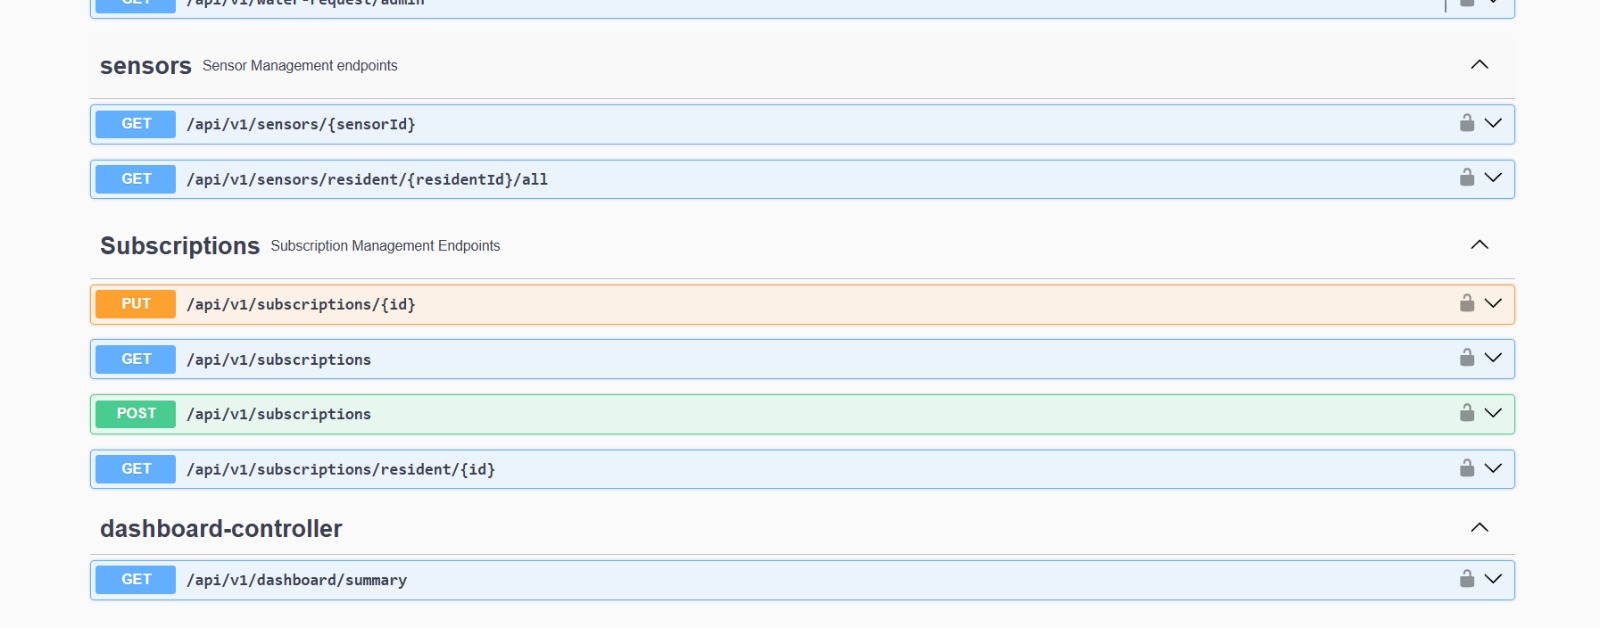 GET /api/v1/water-request/admin
sensors Sensor Management endpoints
GET /api/v1/sensors/{sensorId}
GET /api/v1/sensors/resident/{residentId}/all
Subscriptions Subscription Management Endpoints
PUT /api/v1/subscriptions/{id}
GET /api/v1/subscriptions
POST /api/v1/subscriptions
GET /api/v1/subscriptions/resident/{id}
dashboard-controller
GET /api/v1/dashboard/summary